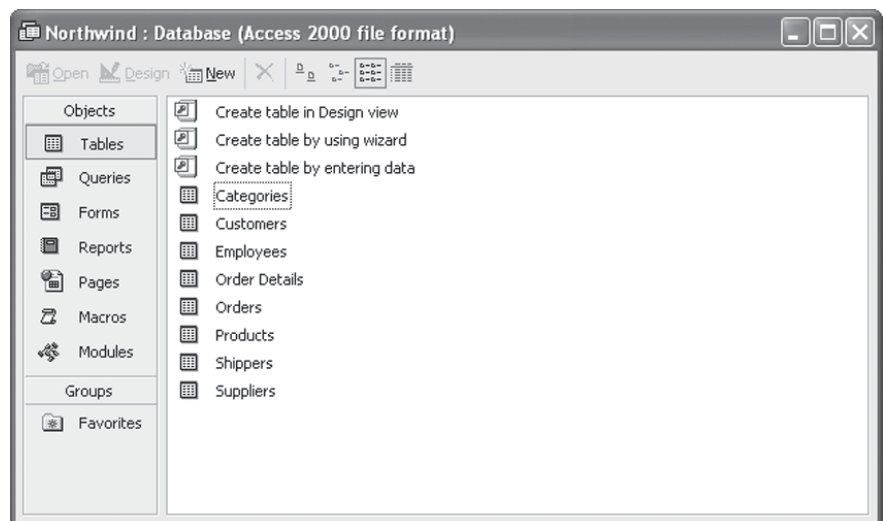 Northwind : Database (Access 2000 file format)
Open Design New
Objects
Tables
Queries
Forms
Reports
Pages
Macros
Modules
Groups
Favorites
Create table in Design view
Create table by using wizard
Create table by entering data
Categories
Customers
Employees
Order Details
Orders
Products
Shippers
Suppliers